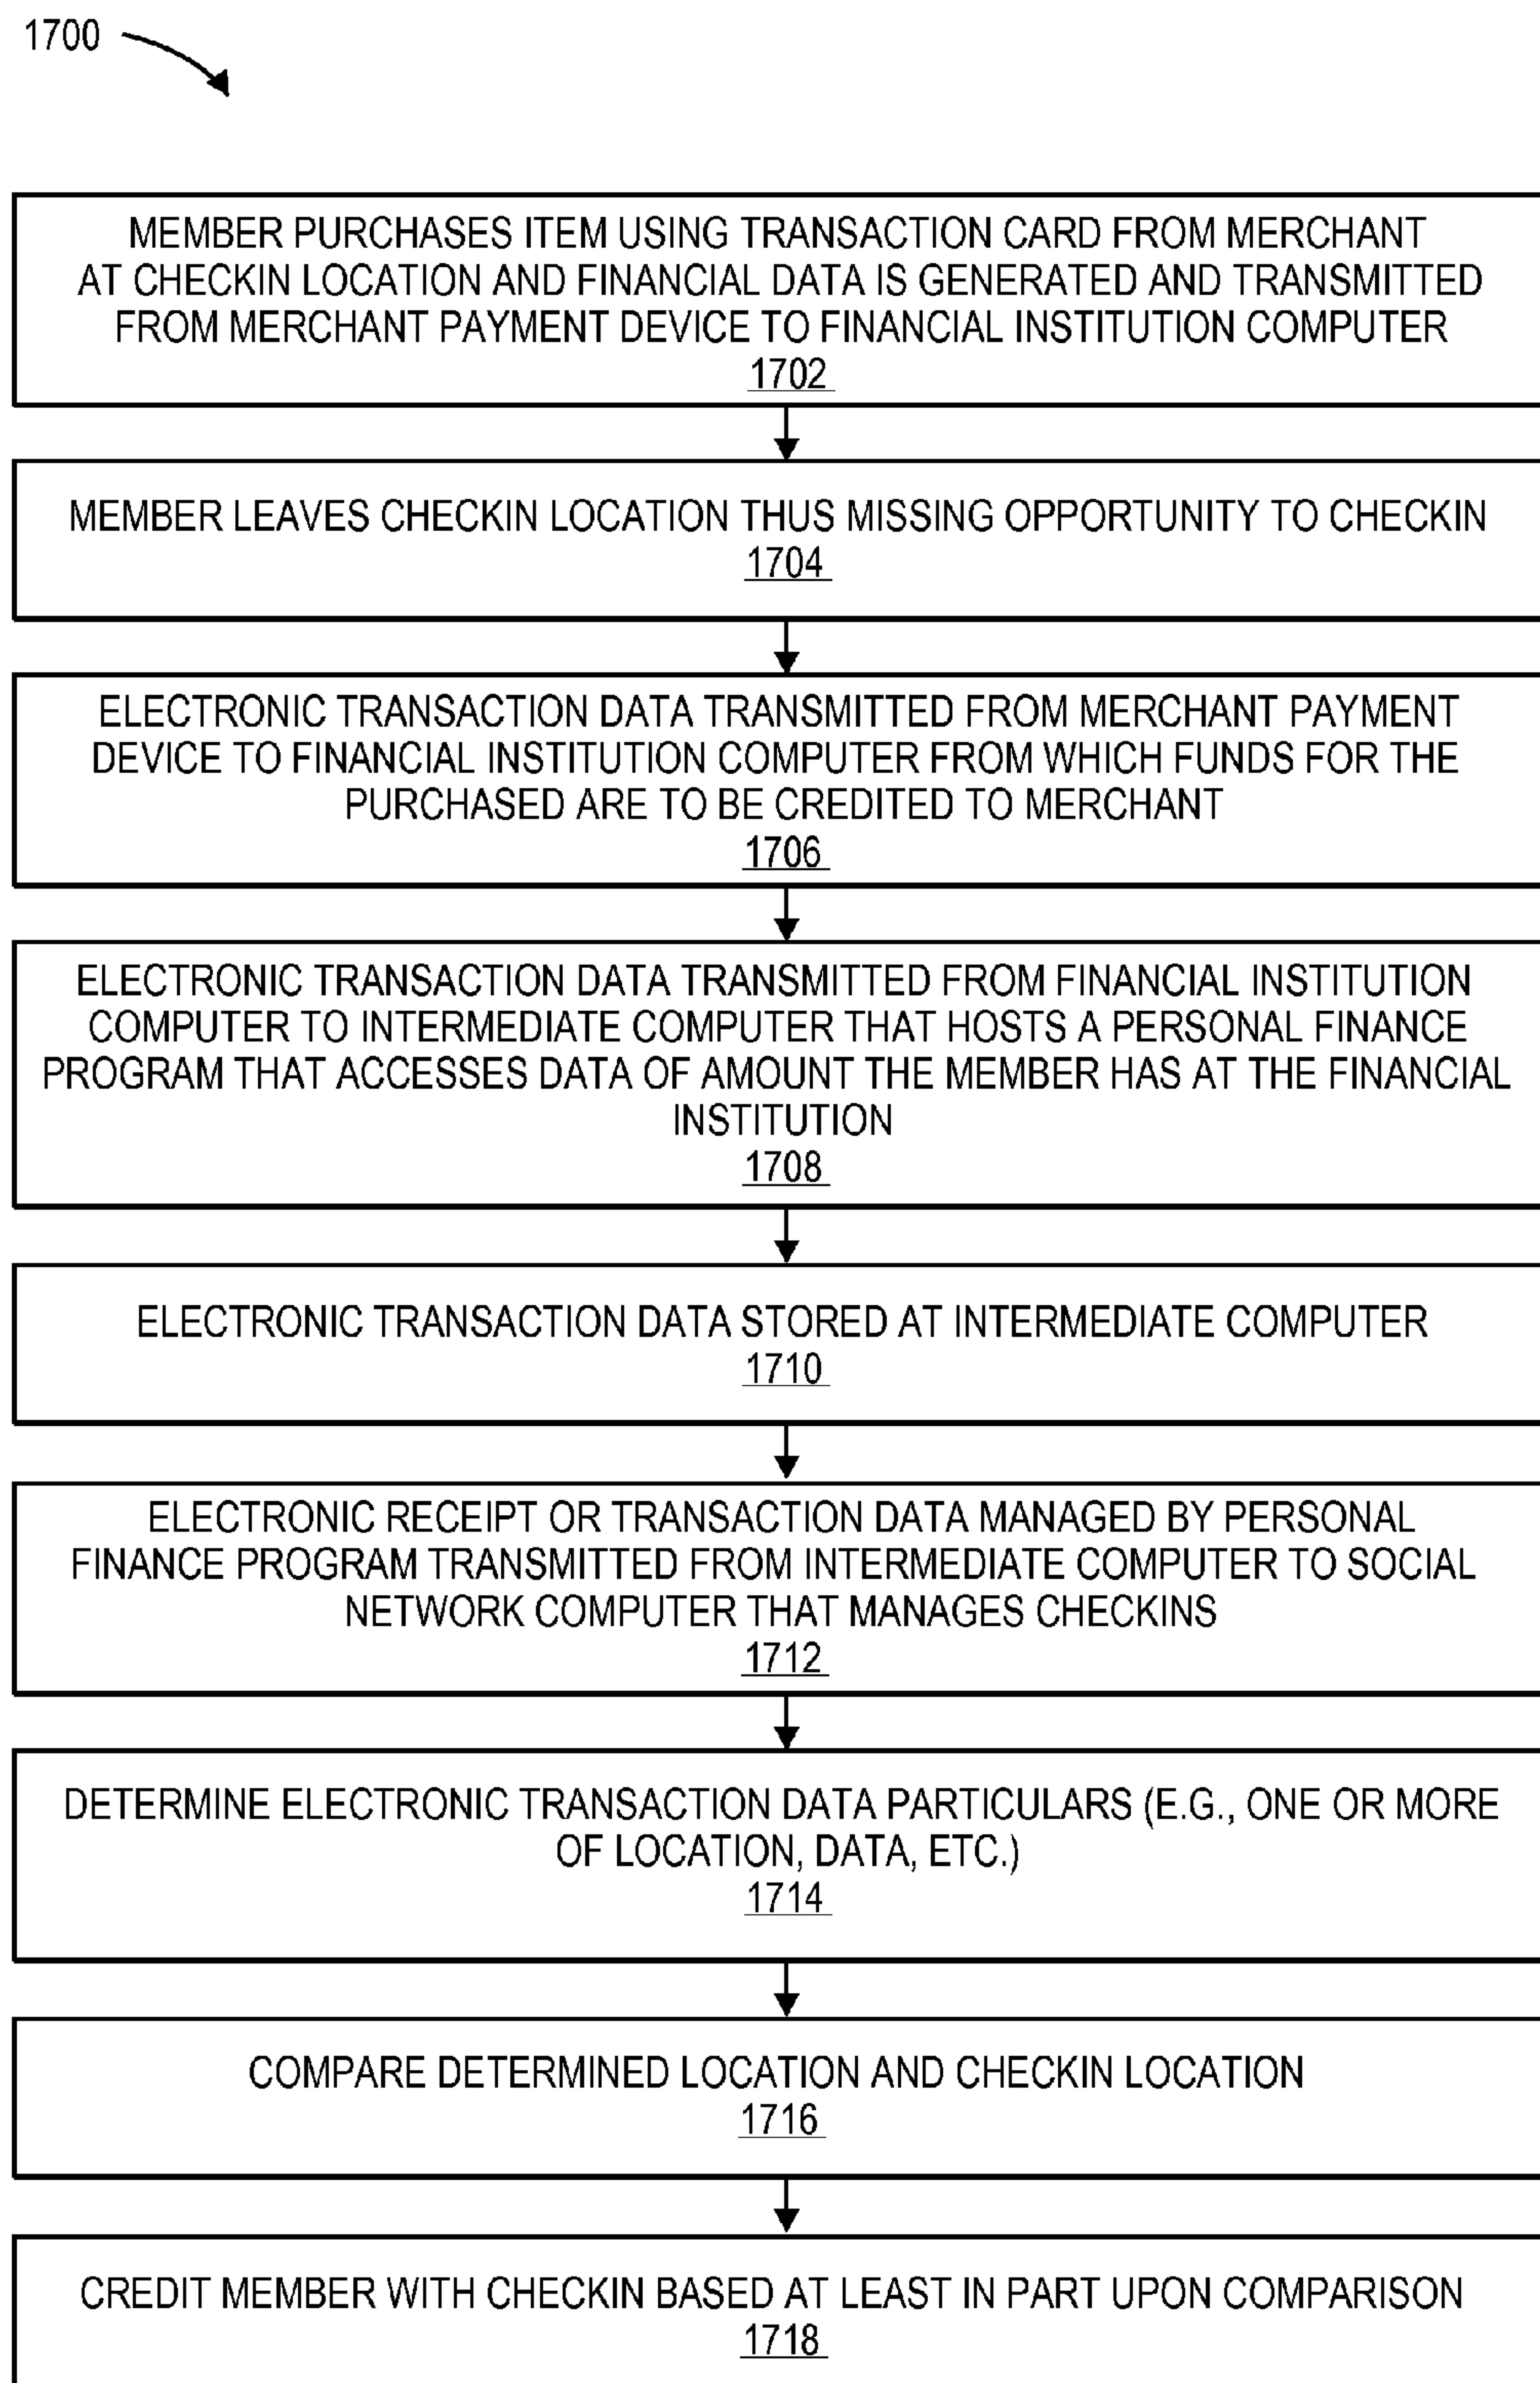 1700
MEMBER PURCHASES ITEM USING TRANSACTION CARD FROM MERCHANT
AT CHECKIN LOCATION AND FINANCIAL DATA IS GENERATED AND TRANSMITTED
FROM MERCHANT PAYMENT DEVICE TO FINANCIAL INSTITUTION COMPUTER
1702
MEMBER LEAVES CHECKIN LOCATION THUS MISSING OPPORTUNITY TO CHECKIN
1704
ELECTRONIC TRANSACTION DATA TRANSMITTED FROM MERCHANT PAYMENT
DEVICE TO FINANCIAL INSTITUTION COMPUTER FROM WHICH FUNDS FOR THE
PURCHASED ARE TO BE CREDITED TO MERCHANT
1706
ELECTRONIC TRANSACTION DATA TRANSMITTED FROM FINANCIAL INSTITUTION
COMPUTER TO INTERMEDIATE COMPUTER THAT HOSTS A PERSONAL FINANCE
PROGRAM THAT ACCESSES DATA OF AMOUNT THE MEMBER HAS AT THE FINANCIAL
INSTITUTION
1708
ELECTRONIC TRANSACTION DATA STORED AT INTERMEDIATE COMPUTER
1710
ELECTRONIC RECEIPT OR TRANSACTION DATA MANAGED BY PERSONAL
FINANCE PROGRAM TRANSMITTED FROM INTERMEDIATE COMPUTER TO SOCIAL
NETWORK COMPUTER THAT MANAGES CHECKINS
1712
DETERMINE ELECTRONIC TRANSACTION DATA PARTICULARS (E.G., ONE OR MORE
OF LOCATION, DATA, ETC.)
1714
COMPARE DETERMINED LOCATION AND CHECKIN LOCATION
1716
CREDIT MEMBER WITH CHECKIN BASED AT LEAST IN PART UPON COMPARISON
1718